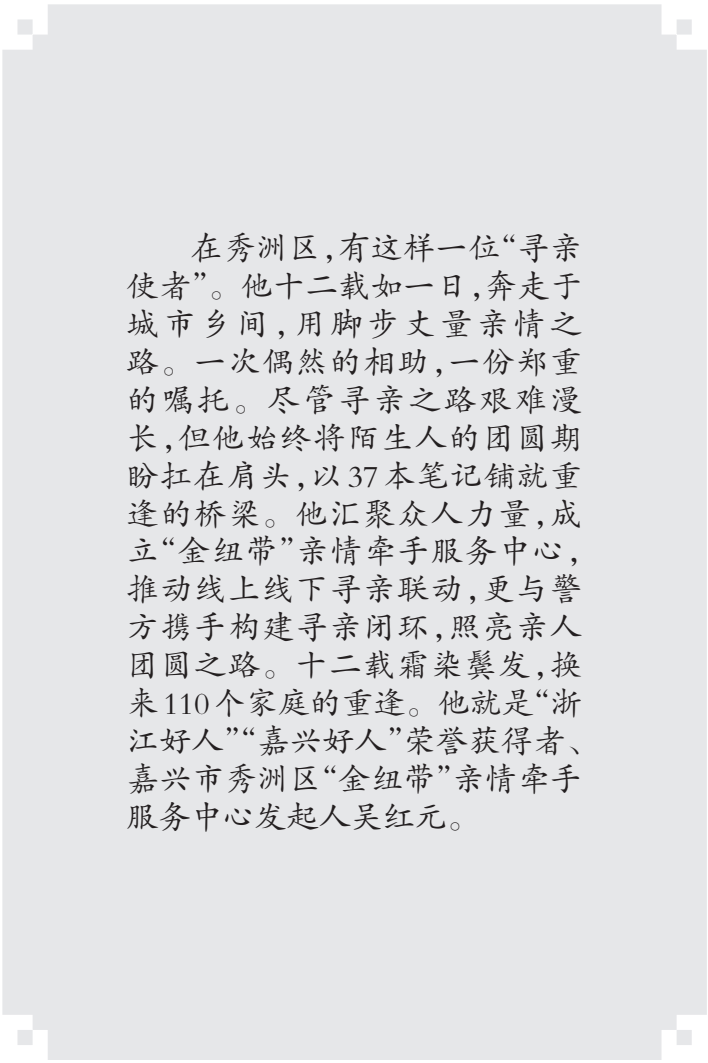 在秀洲区,有这样一位“寻亲
使者”。他十二载如一日,奔走于
城市乡间,用脚步丈量亲情之
路。一次偶然的相助,一份郑重
的嘱托。尽管寻亲之路艰难漫
长,但他始终将陌生人的团圆期
盼扛在肩头,以37本笔记铺就重
逢的桥梁。他汇聚众人力量,成
立“金纽带”亲情牵手服务中心,
推动线上线下寻亲联动,更与警
方携手构建寻亲闭环,照亮亲人
团圆之路。十二载霜染鬓发,换
来110个家庭的重逢。他就是“浙
江好人”“嘉兴好人”荣誉获得者、
嘉兴市秀洲区“金纽带”亲情牵手
服务中心发起人吴红元。